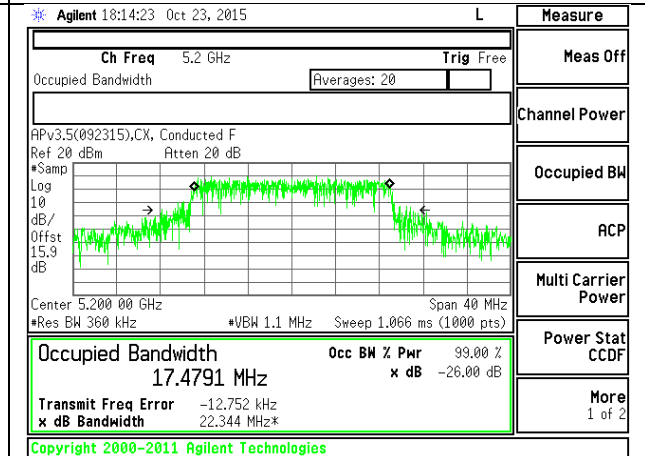 Agilent 18:14:23 Oct 23, 2015 L Measure
Ch Freq 5.2 GHz Trig Free
Occupied Bandwidth Averages: 20
Meas Off
Channel Power
APv3.5(092315),CX, Conducted F
Ref 20 dBm Atten 20 dB
#Samp
Log
10
dB/
Offst
15.9
dB
Occupied BW
ACP
Multi Carrier
Power
Center 5.200 00 GHz Span 40 MHz
#Res BW 360 kHz #VBW 1.1 MHz Sweep 1.066 ms (1000 pts)
Power Stat
CCDF
Occupied Bandwidth Occ BW % Pwr 99.00 %
17.4791 MHz x dB -26.00 dB
Transmit Freq Error -12.752 kHz
x dB Bandwidth 22.344 MHz*
More
1 of 2
Copyright 2000-2011 Agilent Technologies